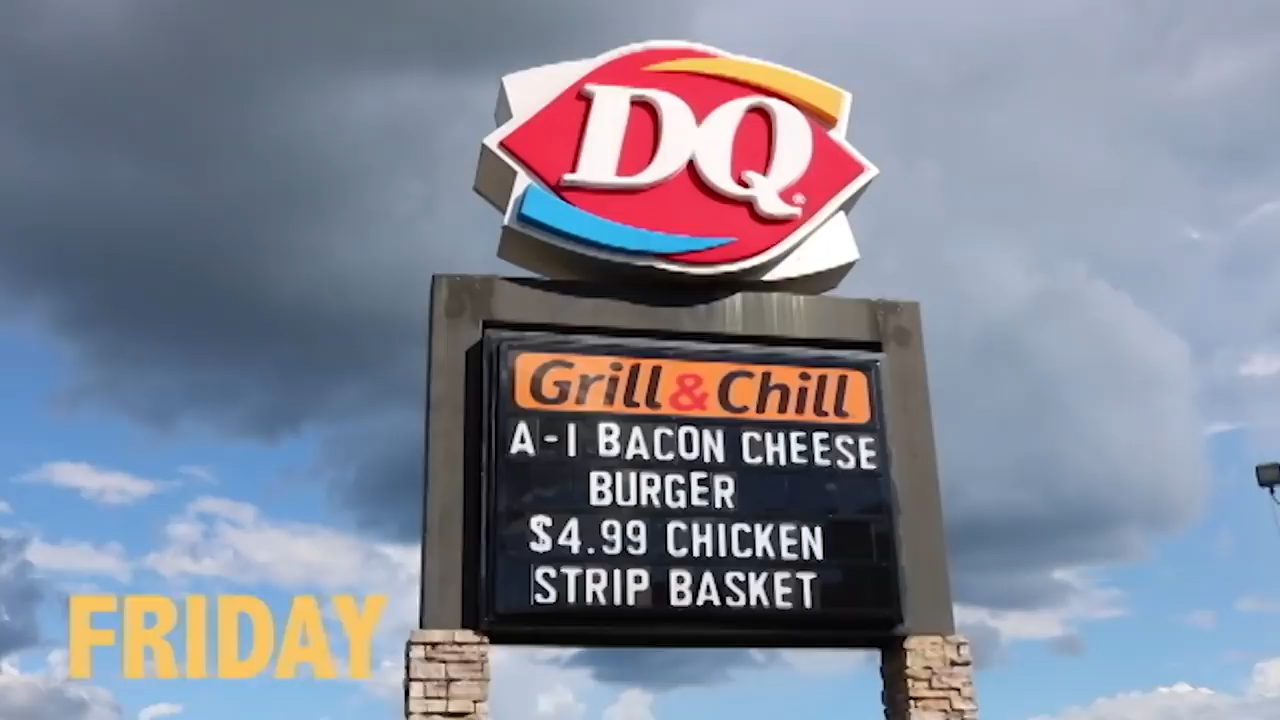 DQ®
Grill & Chill
A-1 BACON CHEESE
BURGER
$4.99 CHICKEN
STRIP BASKET
FRIDAY